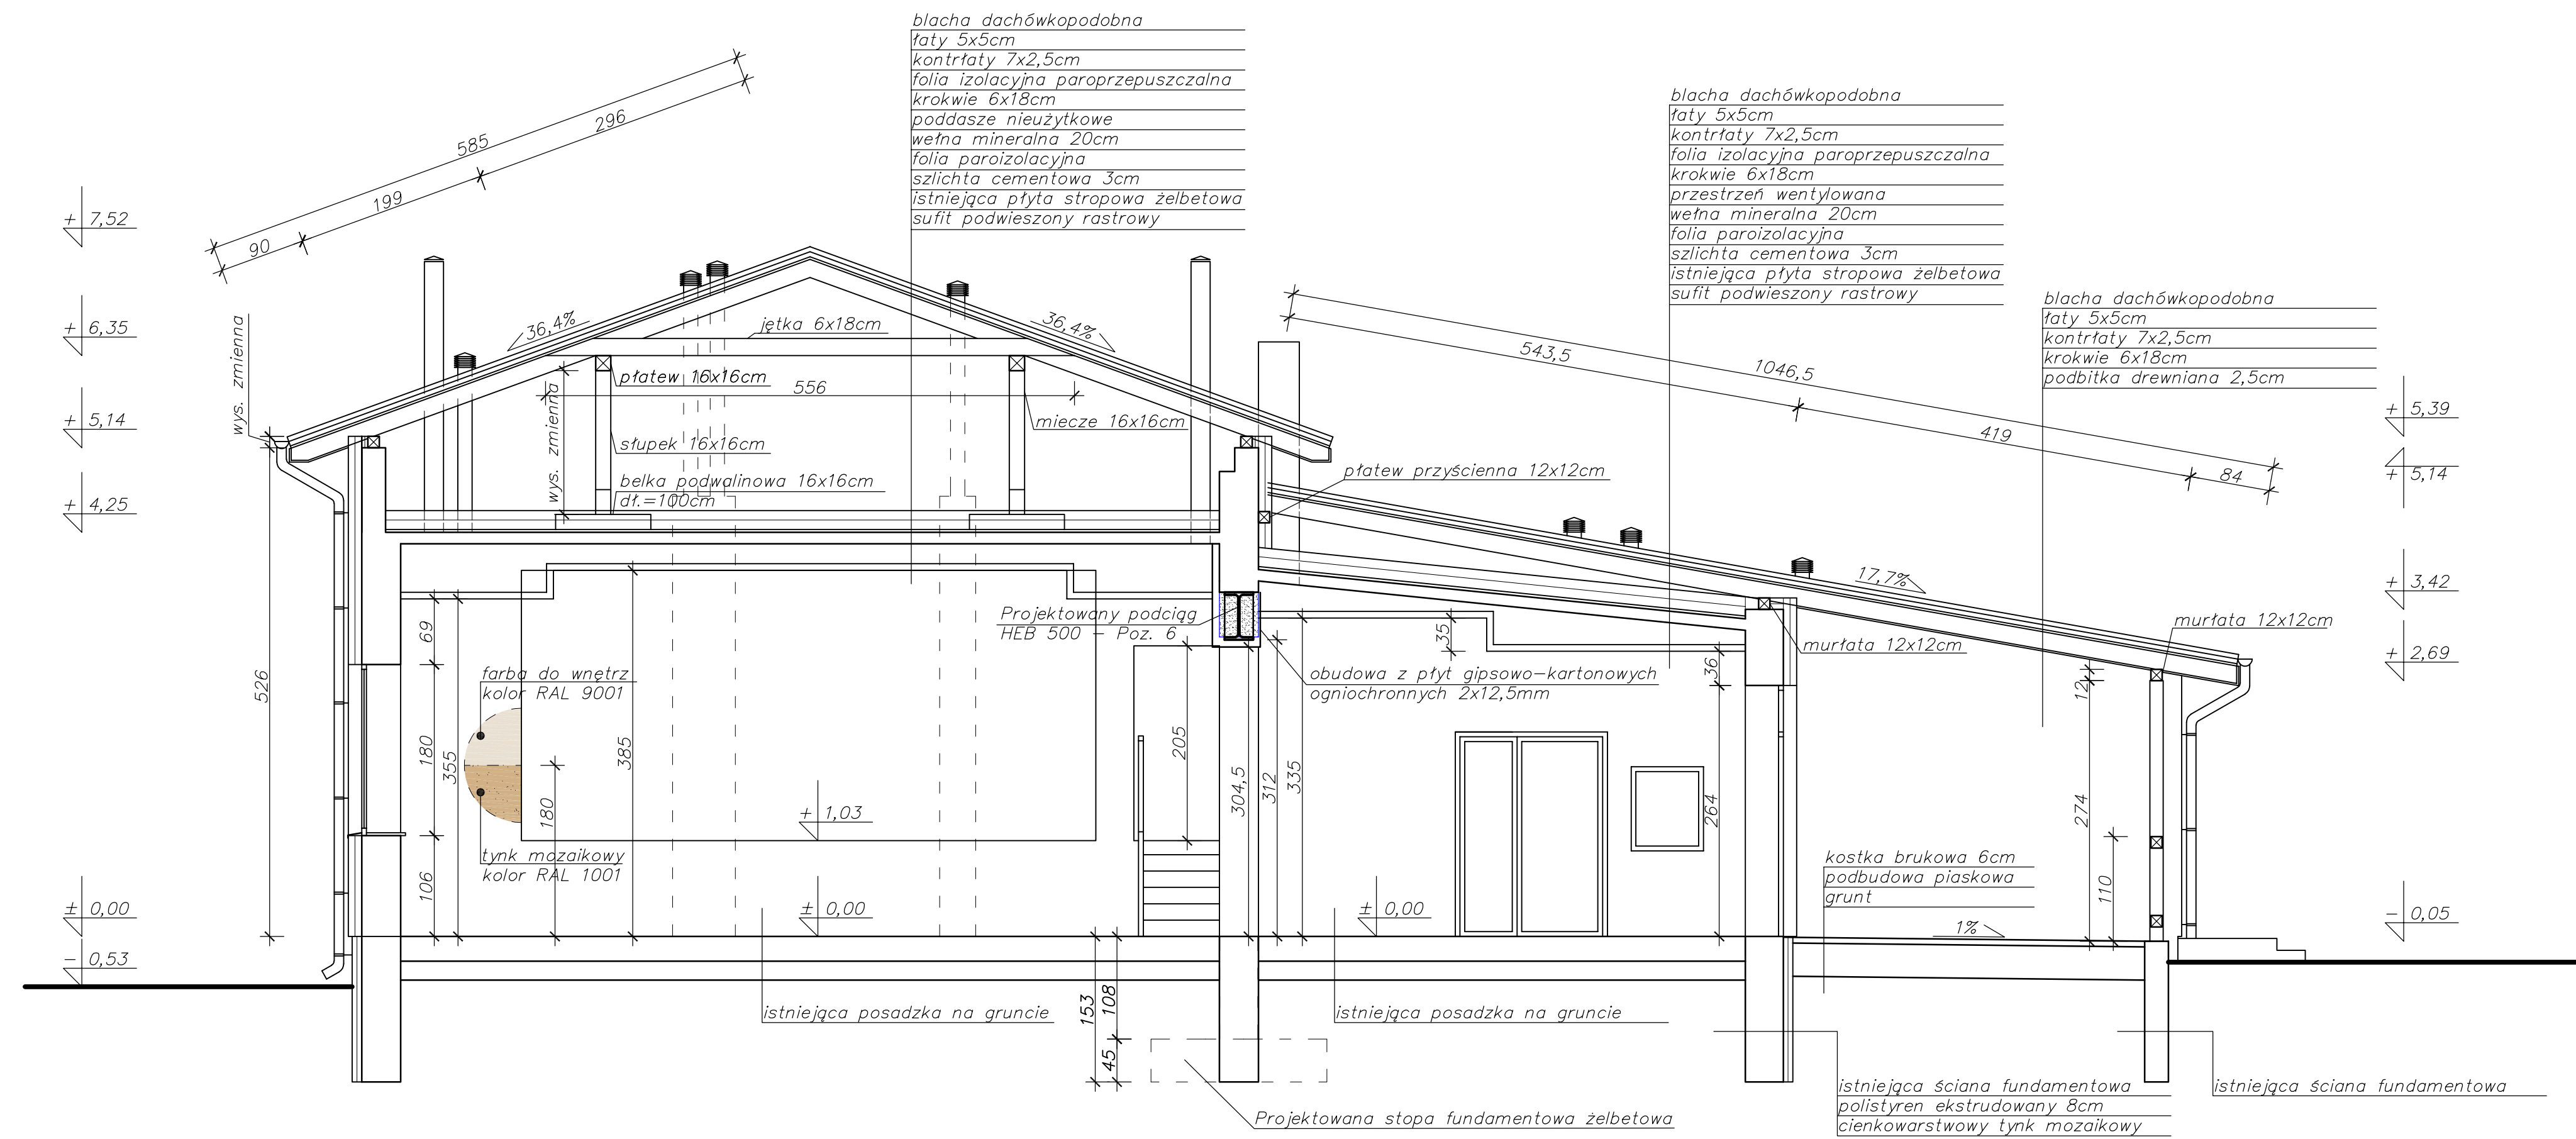 blacha dachówkopodobna
łaty 5x5cm
kontrłaty 7x2,5cm
folia izolacyjna paroprzepuszczalna
krokwie 6x18cm
poddasze nieużytkowe
wełna mineralna 20cm
folia paroizolacyjna
szlichta cementowa 3cm
istniejąca płyta stropowa żelbetowa
sufit podwieszony rastrowy
blacha dachówkopodobna
łaty 5x5cm
kontrłaty 7x2,5cm
folia izolacyjna paroprzepuszczalna
krokwie 6x18cm
przestrzeń wentylowana
wełna mineralna 20cm
folia paroizolacyjna
szlichta cementowa 3cm
istniejąca płyta stropowa żelbetowa
sufit podwieszony rastrowy
blacha dachówkopodobna
łaty 5x5cm
kontrłaty 7x2,5cm
krokwie 6x18cm
podbitka drewniana 2,5cm
585
296
199
90
+ 7,52
+ 6,35
+ 5,14
+ 4,25
± 0,00
- 0,53
wys. zmienna
526
36,4%
36,4%
jętka 6x18cm
płatew 16x16cm
556
wys. zmienna
miecze 16x16cm
słupek 16x16cm
belka podwalinowa 16x16cm
dł.=100cm
543,5
1046,5
419
84
płatew przyścienna 12x12cm
17,7%
+ 5,39
+ 5,14
+ 3,42
+ 2,69
- 0,05
murłata 12x12cm
murłata 12x12cm
Projektowany podciąg
HEB 500 - Poz. 6
obudowa z płyt gipsowo-kartonowych
ogniochronnych 2x12,5mm
69
180
355
106
farba do wnętrz
kolor RAL 9001
tynk mozaikowy
kolor RAL 1001
180
385
+ 1,03
± 0,00
205
304,5
312
335
35
36
264
± 0,00
12
274
110
kostka brukowa 6cm
podbudowa piaskowa
grunt
1%
istniejąca posadzka na gruncie
istniejąca posadzka na gruncie
153
108
45
Projektowana stopa fundamentowa żelbetowa
istniejąca ściana fundamentowa
polistyren ekstrudowany 8cm
cienkowarstwowy tynk mozaikowy
istniejąca ściana fundamentowa